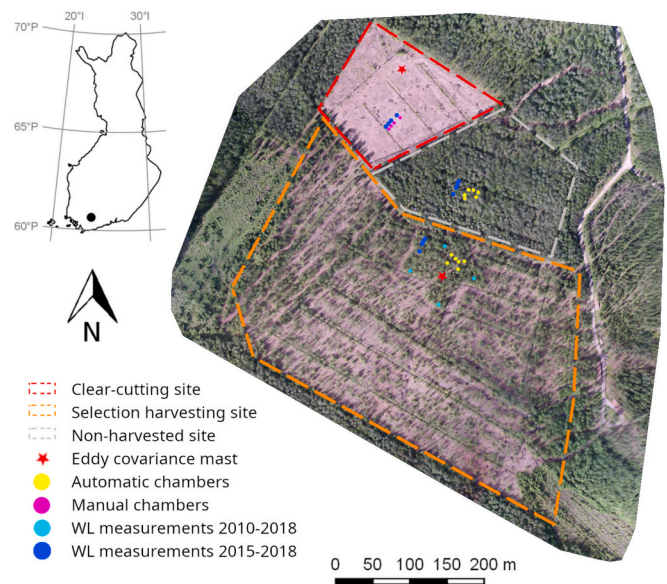 20°I 30°I
70°P
65°P
60°P
N
Clear-cutting site
Selection harvesting site
Non-harvested site
Eddy covariance mast
Automatic chambers
Manual chambers
WL measurements 2010-2018
WL measurements 2015-2018
0 50 100 150 200 m